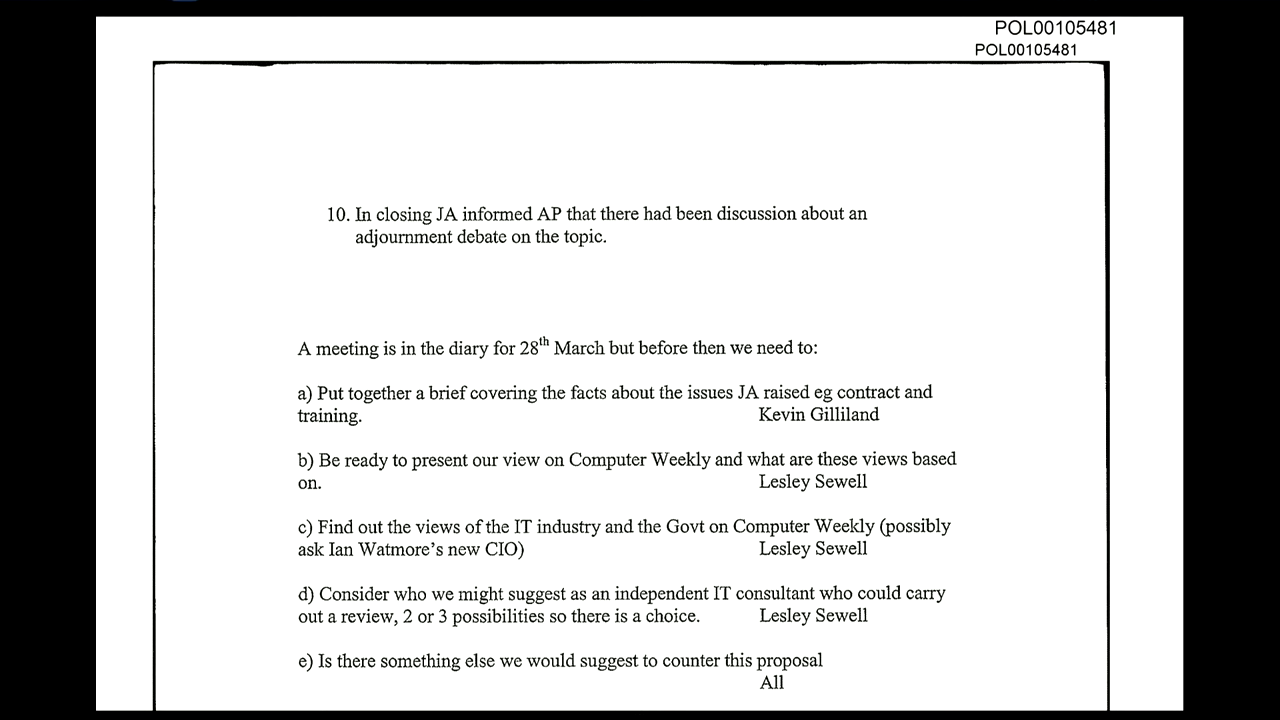 POL00105481
POL00105481
10. In closing JA informed AP that there had been discussion about an
adjournment debate on the topic.
A meeting is in the diary for 28th March but before then we need to:
a) Put together a brief covering the facts about the issues JA raised eg contract and
training. Kevin Gilliland
b) Be ready to present our view on Computer Weekly and what are these views based
on. Lesley Sewell
c) Find out the views of the IT industry and the Govt on Computer Weekly (possibly
ask Ian Watmore's new CIO) Lesley Sewell
d) Consider who we might suggest as an independent IT consultant who could carry
out a review, 2 or 3 possibilities so there is a choice. Lesley Sewell
e) Is there something else we would suggest to counter this proposal
All